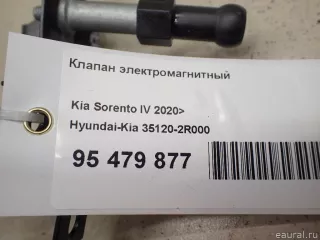 Клапан электромагнитный
Kia Sorento IV 2020>
Hyundai-Kia 35120-2R000
95 479 877
eaural.ru